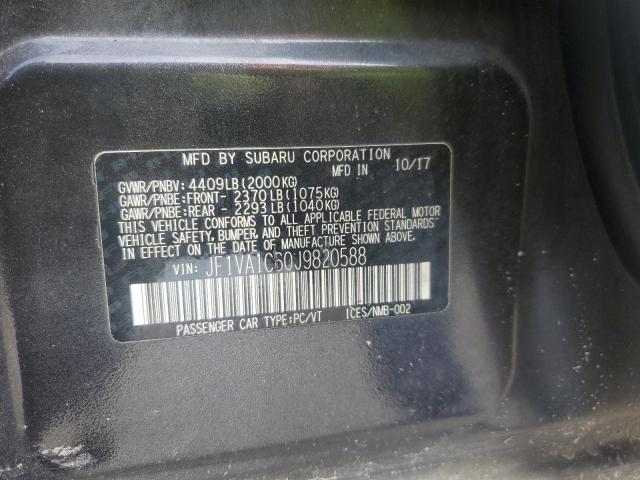 MFD BY SUBARU CORPORATION
MFD IN 10/17
GVWR/PNBV: 4409LB(2000KG)
GAWR/PNBE:FRONT- 2370LB(1075KG)
GAWR/PNBE:REAR - 2293LB(1040KG)
THIS VEHICLE CONFORMS TO ALL APPLICABLE FEDERAL MOTOR
VEHICLE SAFETY, BUMPER, AND THEFT PREVENTION STANDARDS
IN EFFECT ON THE DATE OF MANUFACTURE SHOWN ABOVE.
VIN: JF1VA1C60J9820588
PASSENGER CAR TYPE:PC/VT ICES/NMB-002